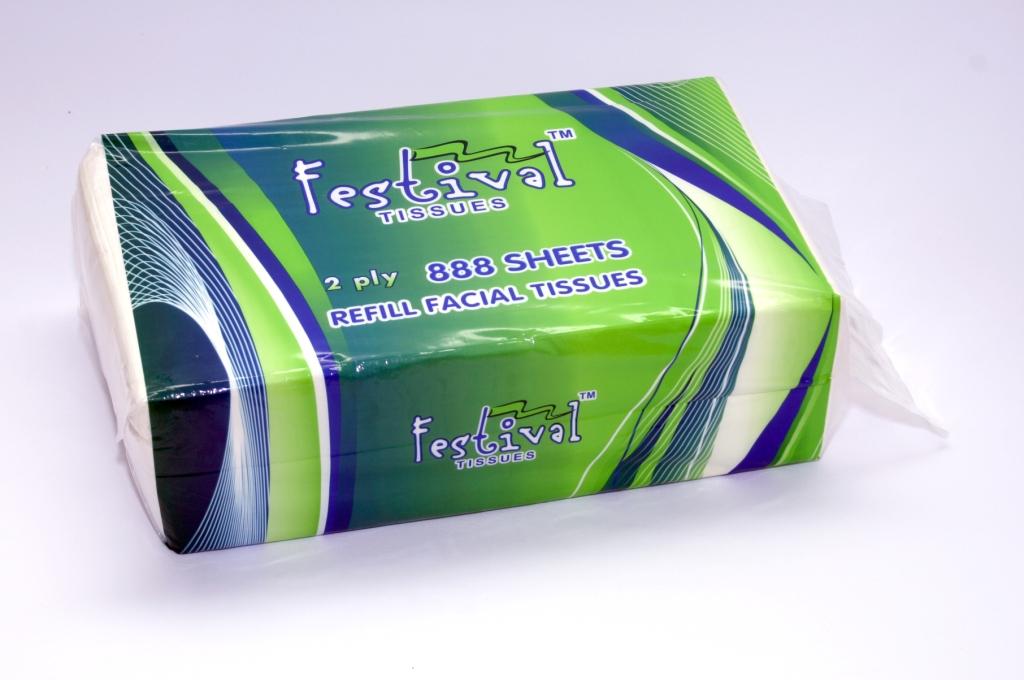 Festival™
TISSUES
2 ply 888 SHEETS
REFILL FACIAL TISSUES
Festival™
TISSUES